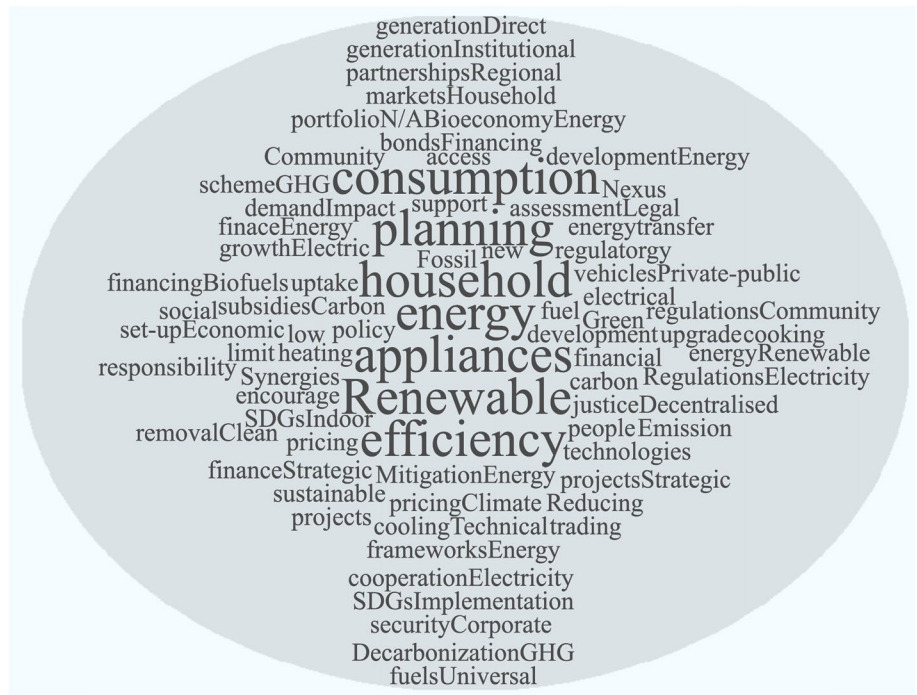 generationDirect
generationInstitutional
partnershipsRegional
marketsHousehold
portfolioN/ABioeconomyEnergy
bondsFinancing
Community access developmentEnergy
schemeGHG consumption Nexus
demandImpact support assessmentLegal
finaceEnergy planning energytransfer
growthElectric Fossil new regulatorgy
financingBiofuels uptake household vehiclesPrivate-public
social subsidiesCarbon energy fuel electrical regulationsCommunity
set-upEconomic low policy Green development upgrade cooking
responsibility limit heating appliances financial energyRenewable
Synergies carbon RegulationsElectricity
encourage Renewable justiceDecentralised
SDGsIndoor
removalClean pricing efficiency people Emission
technologies
financeStrategic MitigationEnergy projectsStrategic
sustainable pricingClimate Reducing
projects coolingTechnical trading
frameworksEnergy
cooperationElectricity
SDGsImplementation
securityCorporate
DecarbonizationGHG
fuelsUniversal